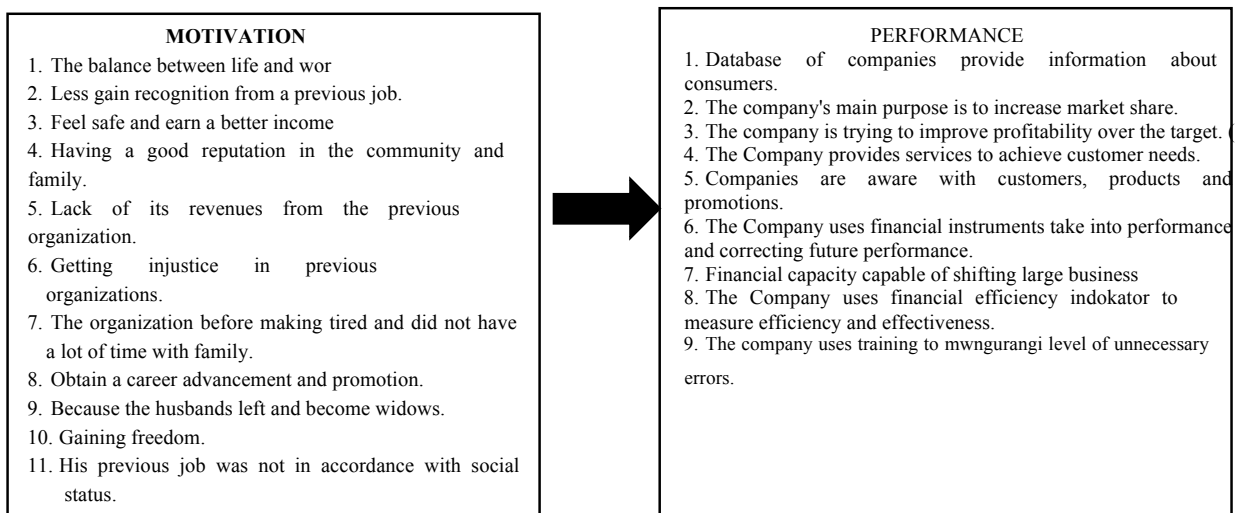 MOTIVATION
1. The balance between life and wor
2. Less gain recognition from a previous job.
3. Feel safe and earn a better income
4. Having a good reputation in the community and
family.
5. Lack of its revenues from the previous
organization.
6. Getting injustice in previous
organizations.
7. The organization before making tired and did not have
a lot of time with family.
8. Obtain a career advancement and promotion.
9. Because the husbands left and become widows.
10. Gaining freedom.
11. His previous job was not in accordance with social
status.
PERFORMANCE
1. Database of companies provide information about
consumers.
2. The company's main purpose is to increase market share.
3. The company is trying to improve profitability over the target. (
4. The Company provides services to achieve customer needs.
5. Companies are aware with customers, products and
promotions.
6. The Company uses financial instruments take into performance
and correcting future performance.
7. Financial capacity capable of shifting large business
8. The Company uses financial efficiency indokator to
measure efficiency and effectiveness.
9. The company uses training to mwngurangi level of unnecessary
errors.